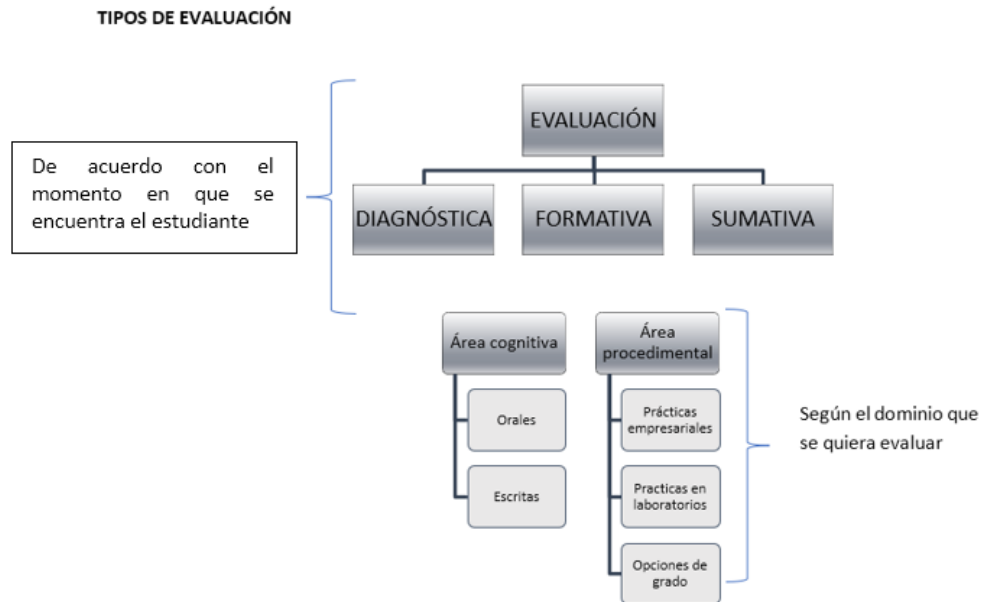 TIPOS DE EVALUACIÓN
EVALUACIÓN
De acuerdo con el
momento en que se
encuentra el estudiante
DIAGNÓSTICA
FORMATIVA
SUMATIVA
Área cognitiva
Orales
Escritas
Área
procedimental
Prácticas
empresariales
Practicas en
laboratorios
Opciones de
grado
Según el dominio que
se quiera evaluar